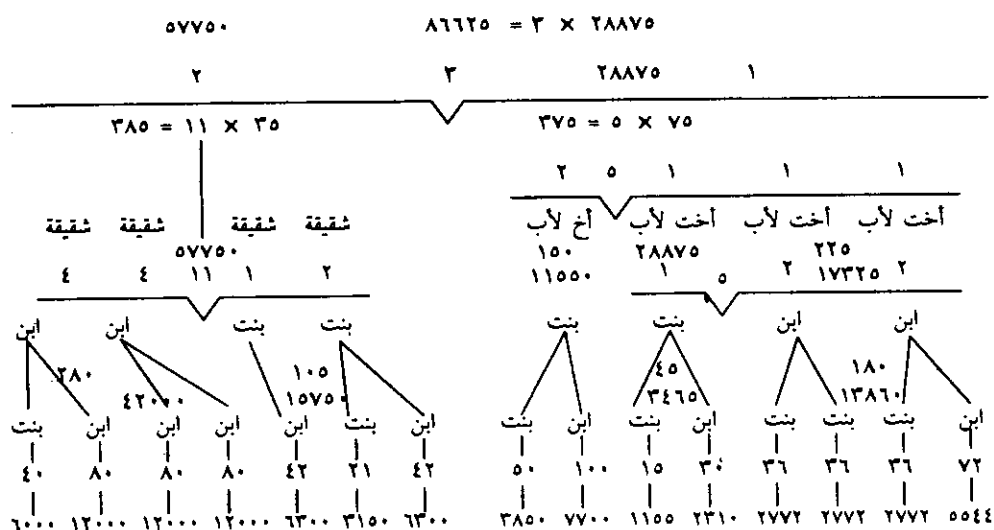 ٨٦٦٢٥ = ٣ × ٢٨٨٧٥ ٥٧٧٥٠
١ ٢٨٨٧٥ ٣ ٢
٣٧٥ = ٥ × ٧٥ ٣٨٥ = ١١ × ٣٥
١ ١ ١ ٥ ٢
أخت لأب أخت لأب أخت لأب أخ لأب شقيقة شقيقة شقيقة شقيقة
٢٢٥ ٢٨٨٧٥ ١٥٠ ٥٧٧٥٠
٢ ١٧٣٢٥ ٢ ٥ ١ ١١٥٥٠ ٢ ١ ١١ ٤ ٤
ابن ابن بنت بنت بنت بنت ابن ابن
١٨٠ ٤٥ ١٠٥ ٢٨٠
١٣٨٦٠ ٣٤٦٥ ١٥٧٥٠ ٤٢٠٠٠
ابن بنت بنت بنت ابن بنت ابن بنت ابن بنت ابن ابن ابن ابن بنت
٧٢ ٣٦ ٣٦ ٣٦ ٣٠ ١٥ ١٠٠ ٥٠ ٤٢ ٢١ ٤٢ ٨٠ ٨٠ ٨٠ ٤٠
٥٥٤٤ ٢٧٧٢ ٢٧٧٢ ٢٧٧٢ ٢٣١٠ ١١٥٥ ٧٧٠٠ ٣٨٥٠ ٦٣٠٠ ٣١٥٠ ٦٣٠٠ ١٢٠٠٠ ١٢٠٠٠ ١٢٠٠٠ ٦٠٠٠